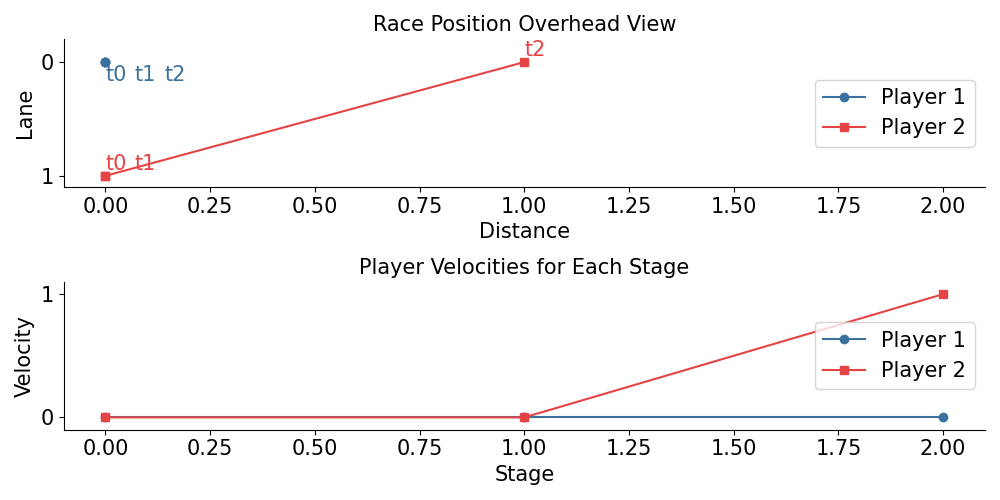 Race Position Overhead View
t2
0
t0 t1 t2
Player 1
Player 2
Lane
t0 t1
1
0.00 0.25 0.50 0.75 1.00 1.25 1.50 1.75 2.00
Distance
Player Velocities for Each Stage
1
Player 1
Player 2
Velocity
0
0.00 0.25 0.50 0.75 1.00 1.25 1.50 1.75 2.00
Stage